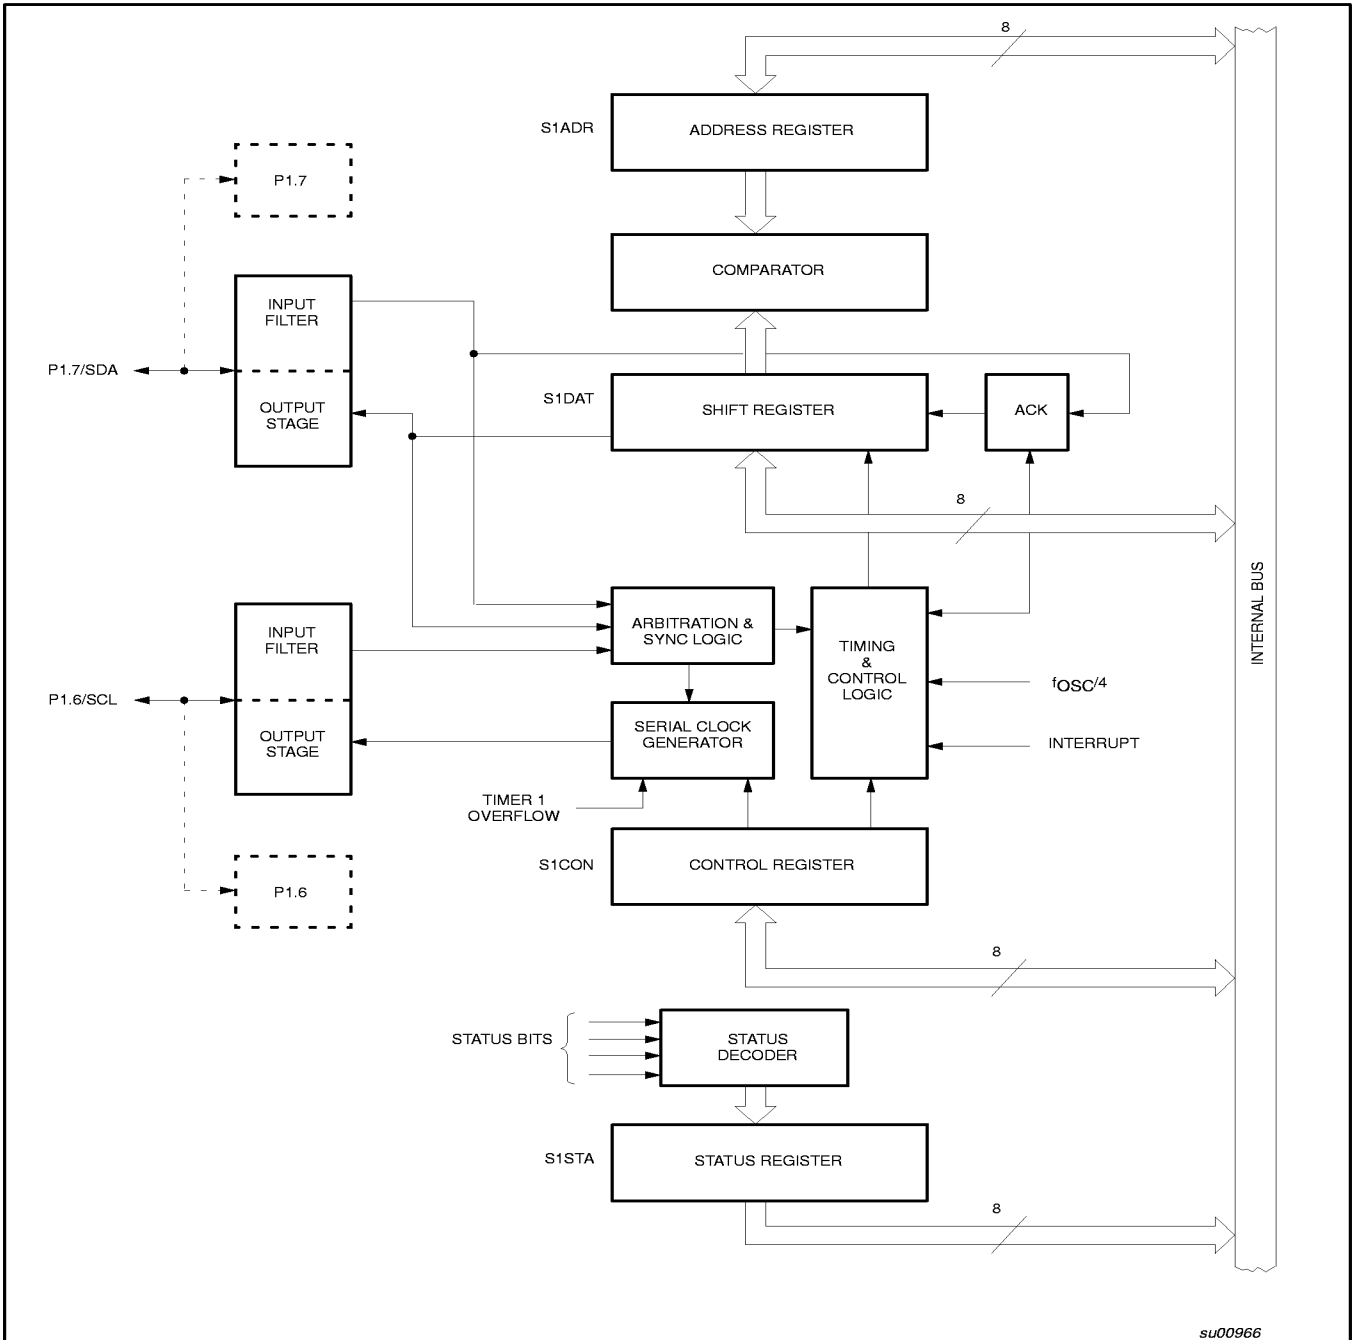 8
S1ADR
ADDRESS REGISTER
P1.7
COMPARATOR
INPUT
FILTER
P1.7/SDA
OUTPUT
STAGE
S1DAT
SHIFT REGISTER
ACK
8
INTERNAL BUS
INPUT
FILTER
ARBITRATION &
SYNC LOGIC
TIMING
&
CONTROL
LOGIC
fOSC/4
P1.6/SCL
OUTPUT
STAGE
SERIAL CLOCK
GENERATOR
INTERRUPT
TIMER 1
OVERFLOW
S1CON
CONTROL REGISTER
P1.6
8
STATUS BITS
STATUS
DECODER
S1STA
STATUS REGISTER
8
su00966